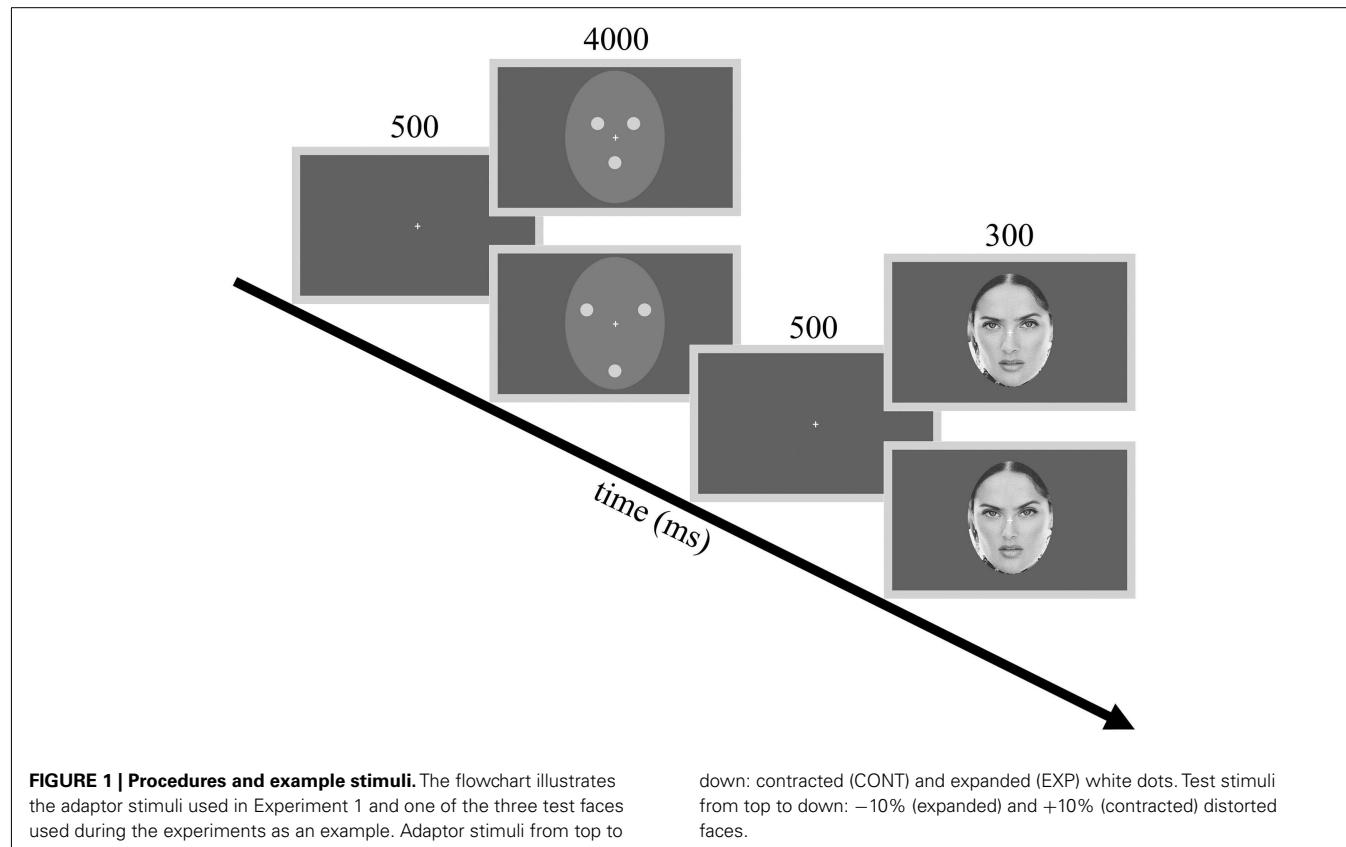 4000
500
300
500
time (ms)
FIGURE 1 | Procedures and example stimuli. The flowchart illustrates
the adaptor stimuli used in Experiment 1 and one of the three test faces
used during the experiments as an example. Adaptor stimuli from top to
down: contracted (CONT) and expanded (EXP) white dots. Test stimuli
from top to down: −10% (expanded) and +10% (contracted) distorted
faces.